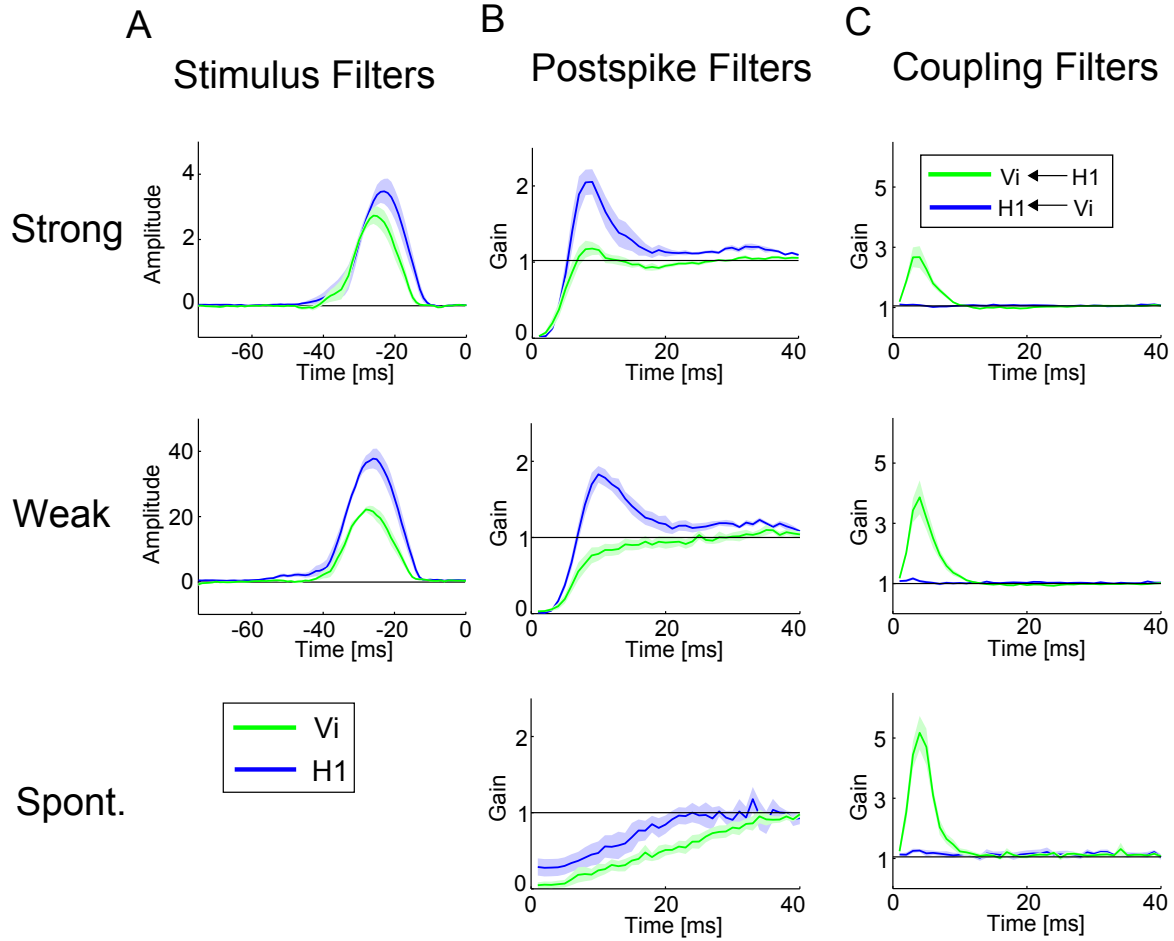 A
B
C
Stimulus Filters
Postspike Filters
Coupling Filters
Strong
Amplitude
4
2
0
-60
-40
-20
0
Time [ms]
Gain
2
1
0
0
20
40
Time [ms]
Gain
5
3
1
0
20
40
Time [ms]
Vi ← H1
H1 ← Vi
Weak
Amplitude
40
20
0
-60
-40
-20
0
Time [ms]
Gain
2
1
0
0
20
40
Time [ms]
Gain
5
3
1
0
20
40
Time [ms]
Spont.
Vi
H1
Gain
2
1
0
0
20
40
Time [ms]
Gain
5
3
1
0
20
40
Time [ms]